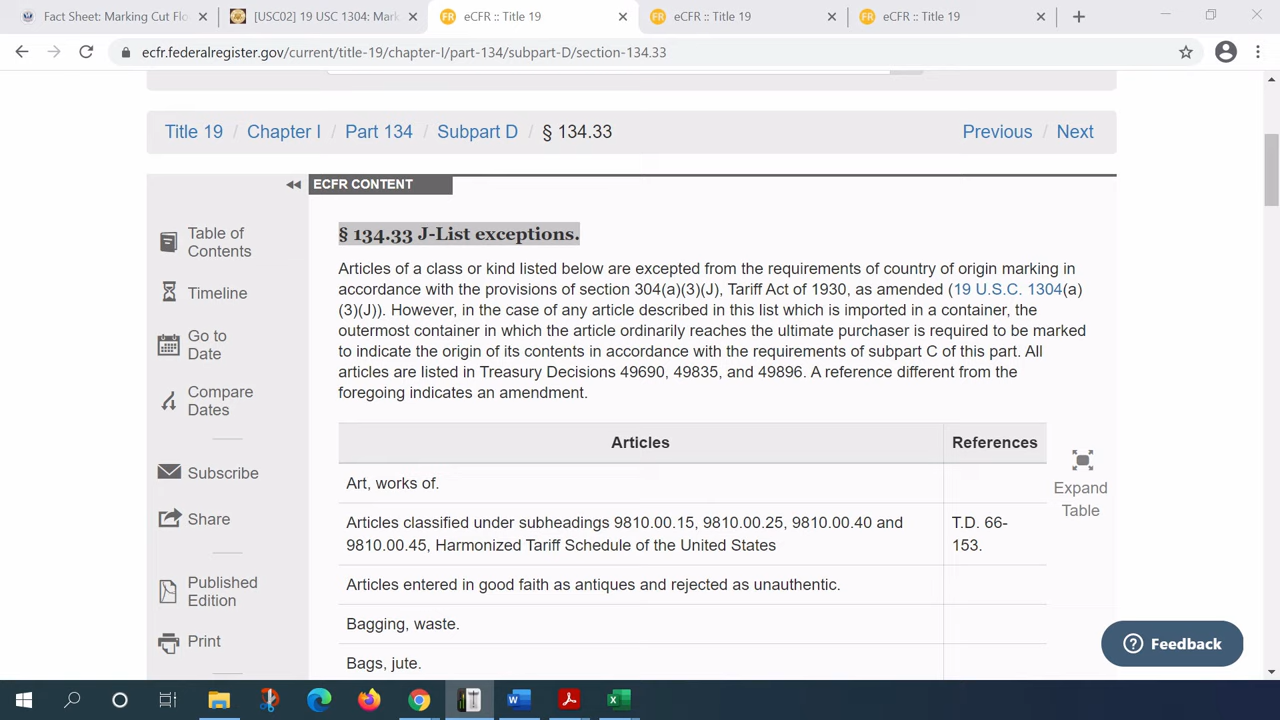 Fact Sheet: Marking Cut Flo
[USC02] 19 USC 1304: Mark
eCFR :: Title 19
eCFR :: Title 19
eCFR :: Title 19
ecfr.federalregister.gov/current/title-19/chapter-I/part-134/subpart-D/section-134.33
Title 19 / Chapter I / Part 134 / Subpart D / § 134.33
Previous / Next
ECFR CONTENT
Table of
Contents
Timeline
Go to
Date
Compare
Dates
Subscribe
Share
Published
Edition
Print
§ 134.33 J-List exceptions.
Articles of a class or kind listed below are excepted from the requirements of country of origin marking in
accordance with the provisions of section 304(a)(3)(J), Tariff Act of 1930, as amended (19 U.S.C. 1304(a)
(3)(J)). However, in the case of any article described in this list which is imported in a container, the
outermost container in which the article ordinarily reaches the ultimate purchaser is required to be marked
to indicate the origin of its contents in accordance with the requirements of subpart C of this part. All
articles are listed in Treasury Decisions 49690, 49835, and 49896. A reference different from the
foregoing indicates an amendment.
Articles References
Art, works of.
Articles classified under subheadings 9810.00.15, 9810.00.25, 9810.00.40 and
9810.00.45, Harmonized Tariff Schedule of the United States
T.D. 66-
153.
Articles entered in good faith as antiques and rejected as unauthentic.
Bagging, waste.
Bags, jute.
Expand
Table
Feedback